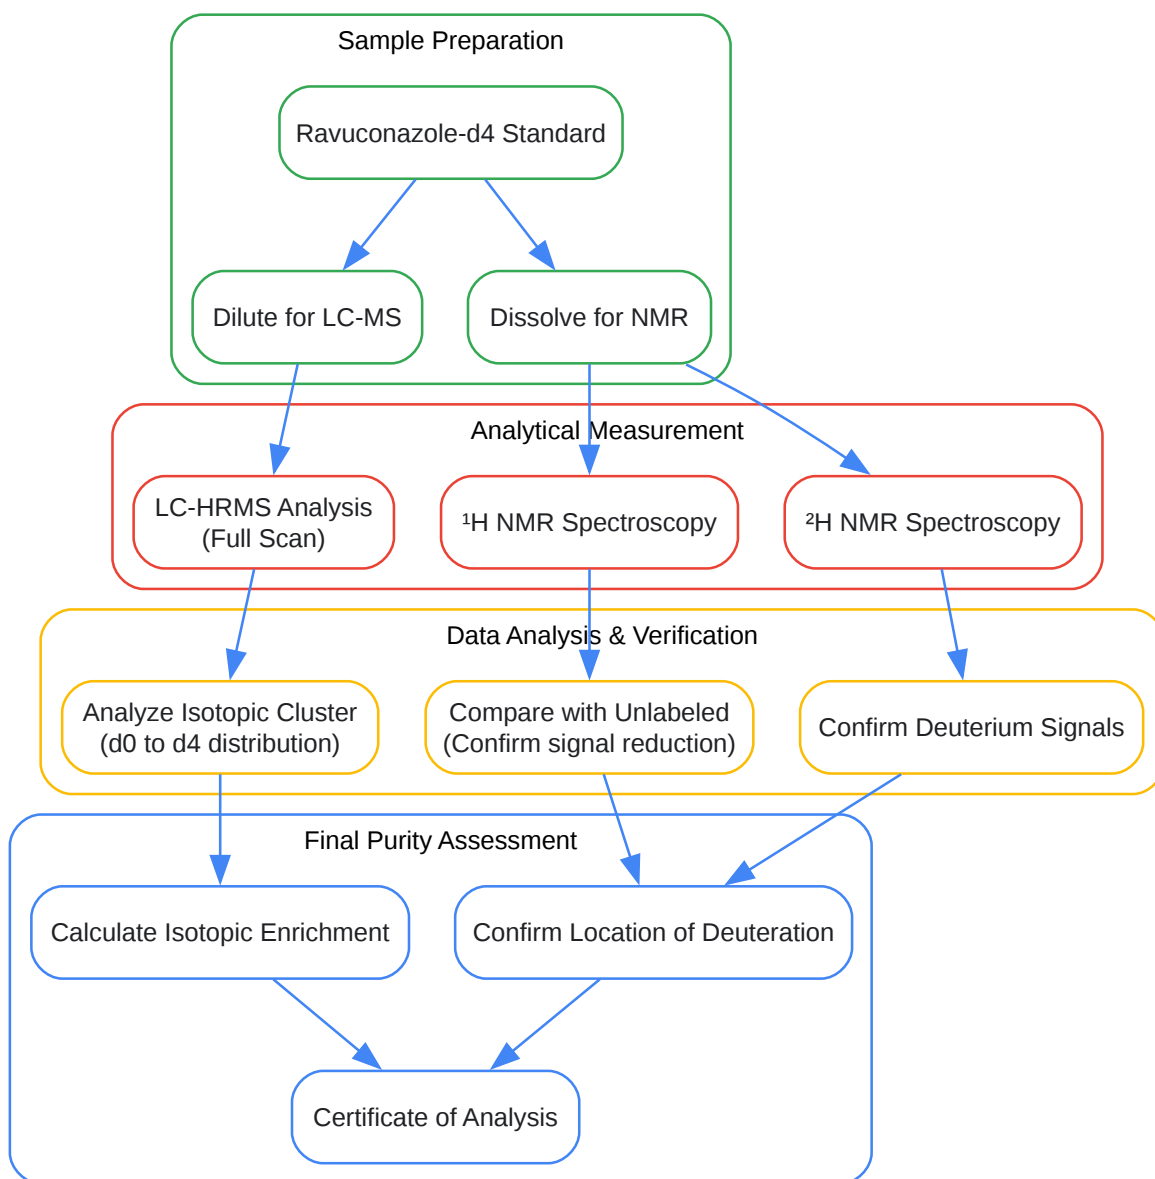 Sample Preparation
Ravuconazole-d4 Standard
Dilute for LC-MS
Dissolve for NMR
Analytical Measurement
LC-HRMS Analysis
(Full Scan)
¹H NMR Spectroscopy
²H NMR Spectroscopy
Data Analysis & Verification
Analyze Isotopic Cluster
(d0 to d4 distribution)
Compare with Unlabeled
(Confirm signal reduction)
Confirm Deuterium Signals
Final Purity Assessment
Calculate Isotopic Enrichment
Confirm Location of Deuteration
Certificate of Analysis